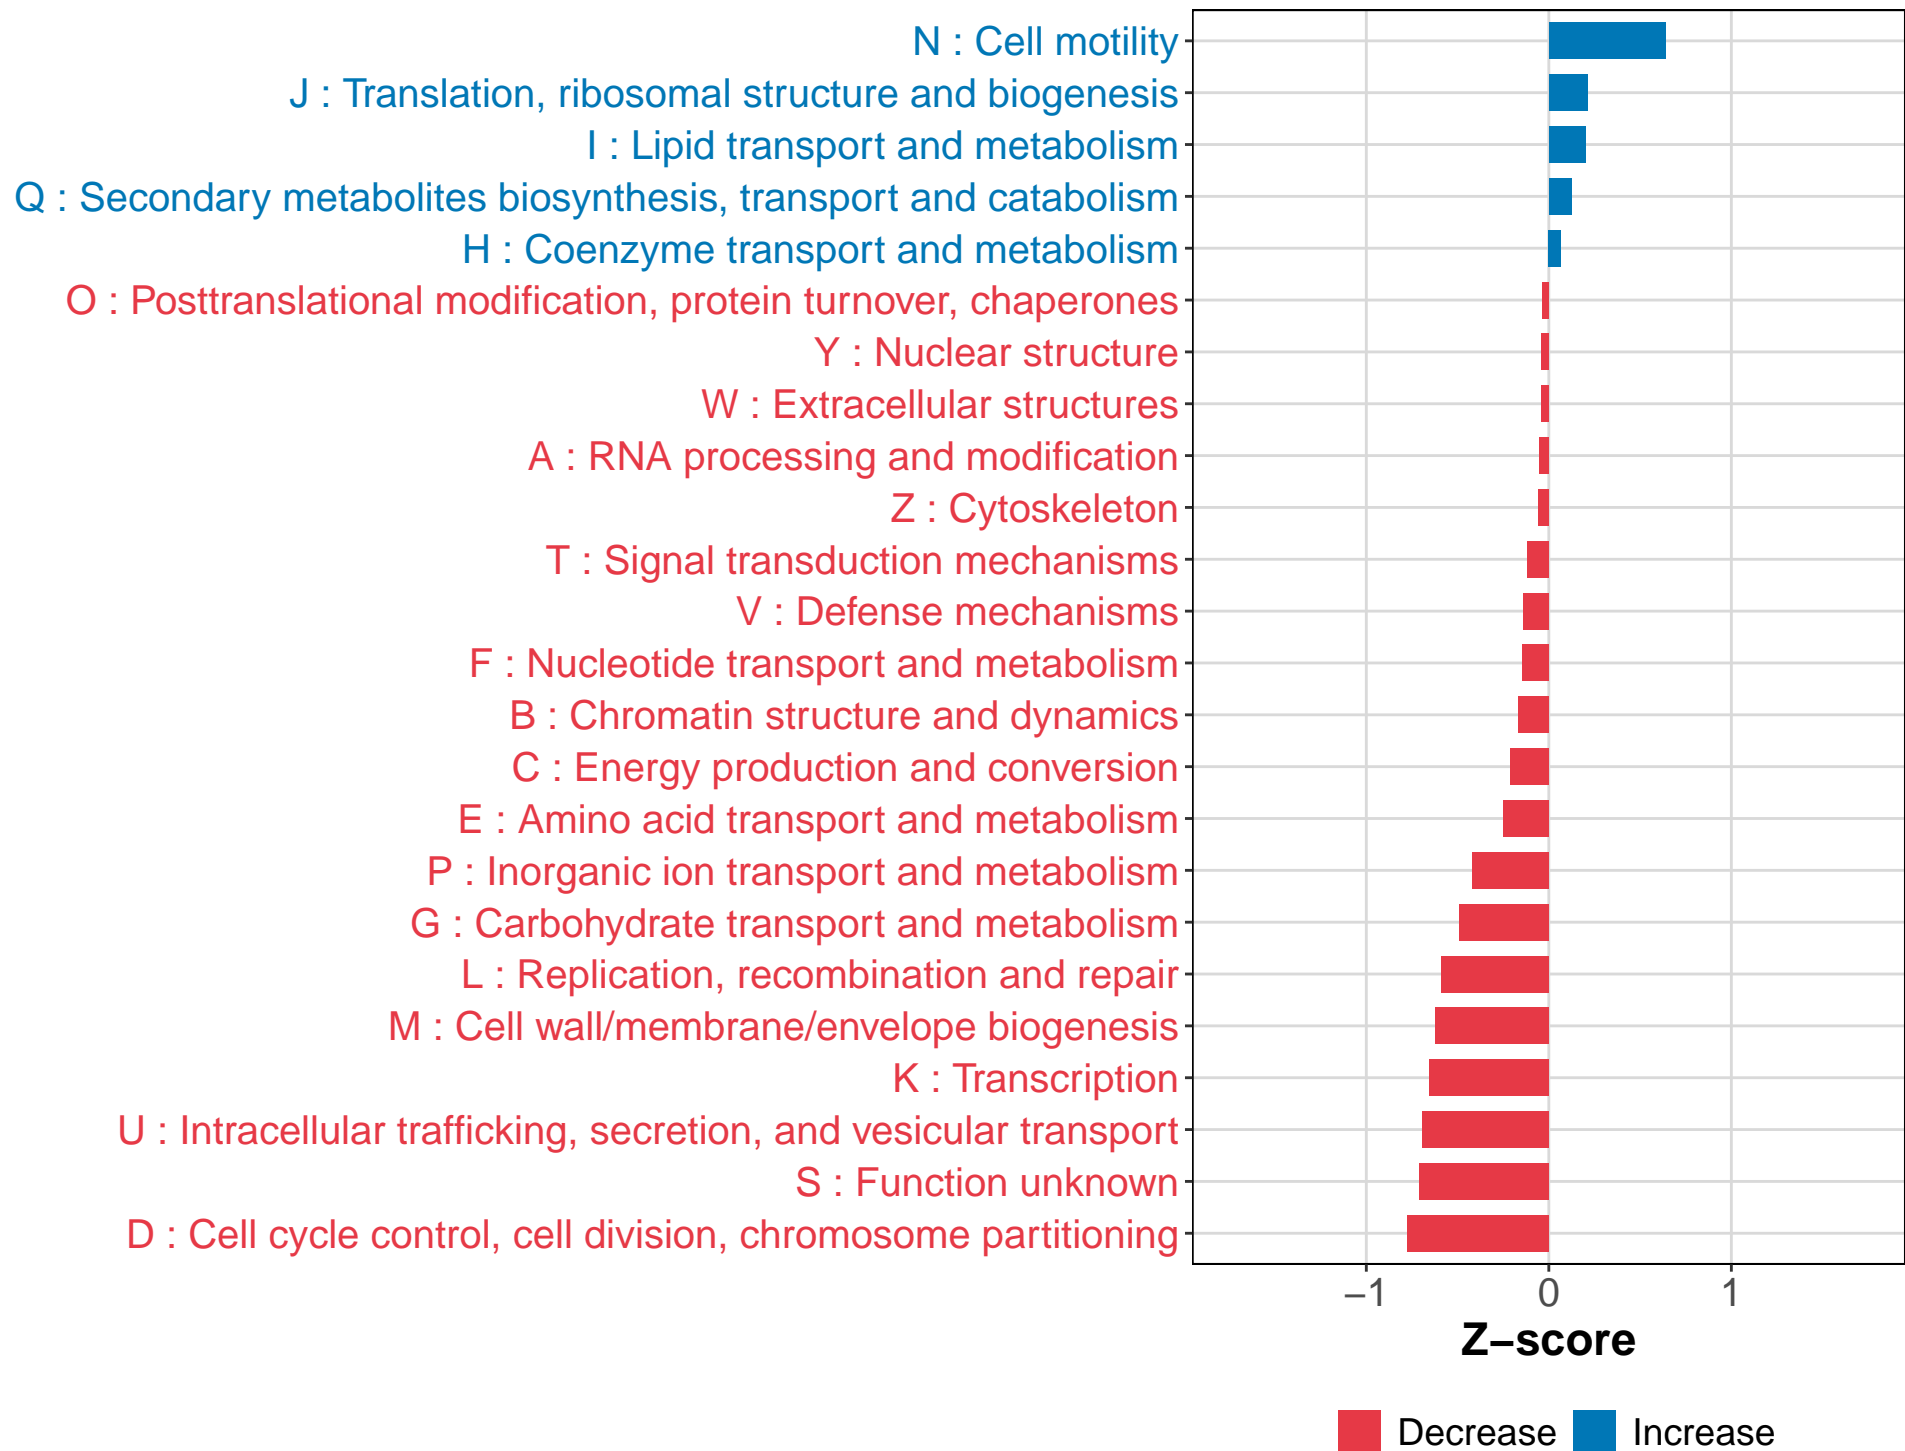 N : Cell motility
J : Translation, ribosomal structure and biogenesis
I : Lipid transport and metabolism
Q : Secondary metabolites biosynthesis, transport and catabolism
H : Coenzyme transport and metabolism
O : Posttranslational modification, protein turnover, chaperones
Y : Nuclear structure
W : Extracellular structures
A : RNA processing and modification
Z : Cytoskeleton
T : Signal transduction mechanisms
V : Defense mechanisms
F : Nucleotide transport and metabolism
B : Chromatin structure and dynamics
C : Energy production and conversion
E : Amino acid transport and metabolism
P : Inorganic ion transport and metabolism
G : Carbohydrate transport and metabolism
L : Replication, recombination and repair
M : Cell wall/membrane/envelope biogenesis
K : Transcription
U : Intracellular trafficking, secretion, and vesicular transport
S : Function unknown
D : Cell cycle control, cell division, chromosome partitioning
−1 0 1
Z−score
Decrease Increase